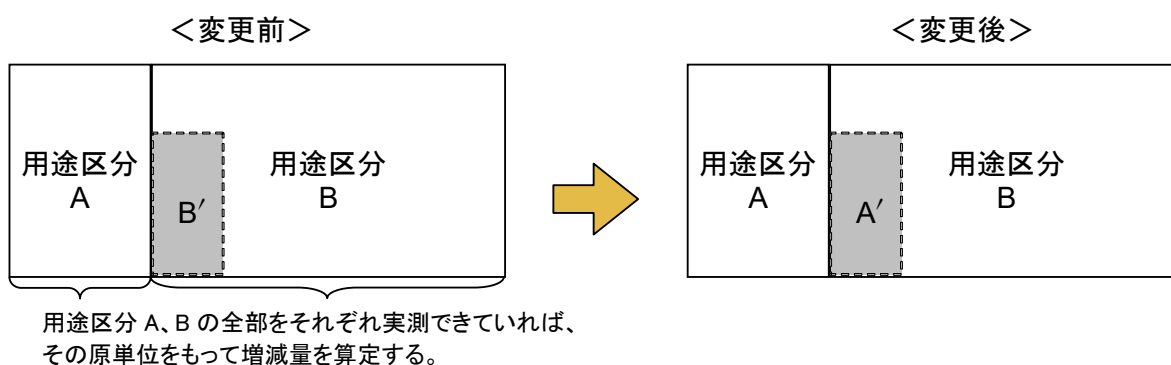 ＜変更前＞
＜変更後＞
用途区分
A
B′
用途区分
B
用途区分
A
A′
用途区分
B
用途区分 A、B の全部をそれぞれ実測できていれば、
その原単位をもって増減量を算定する。